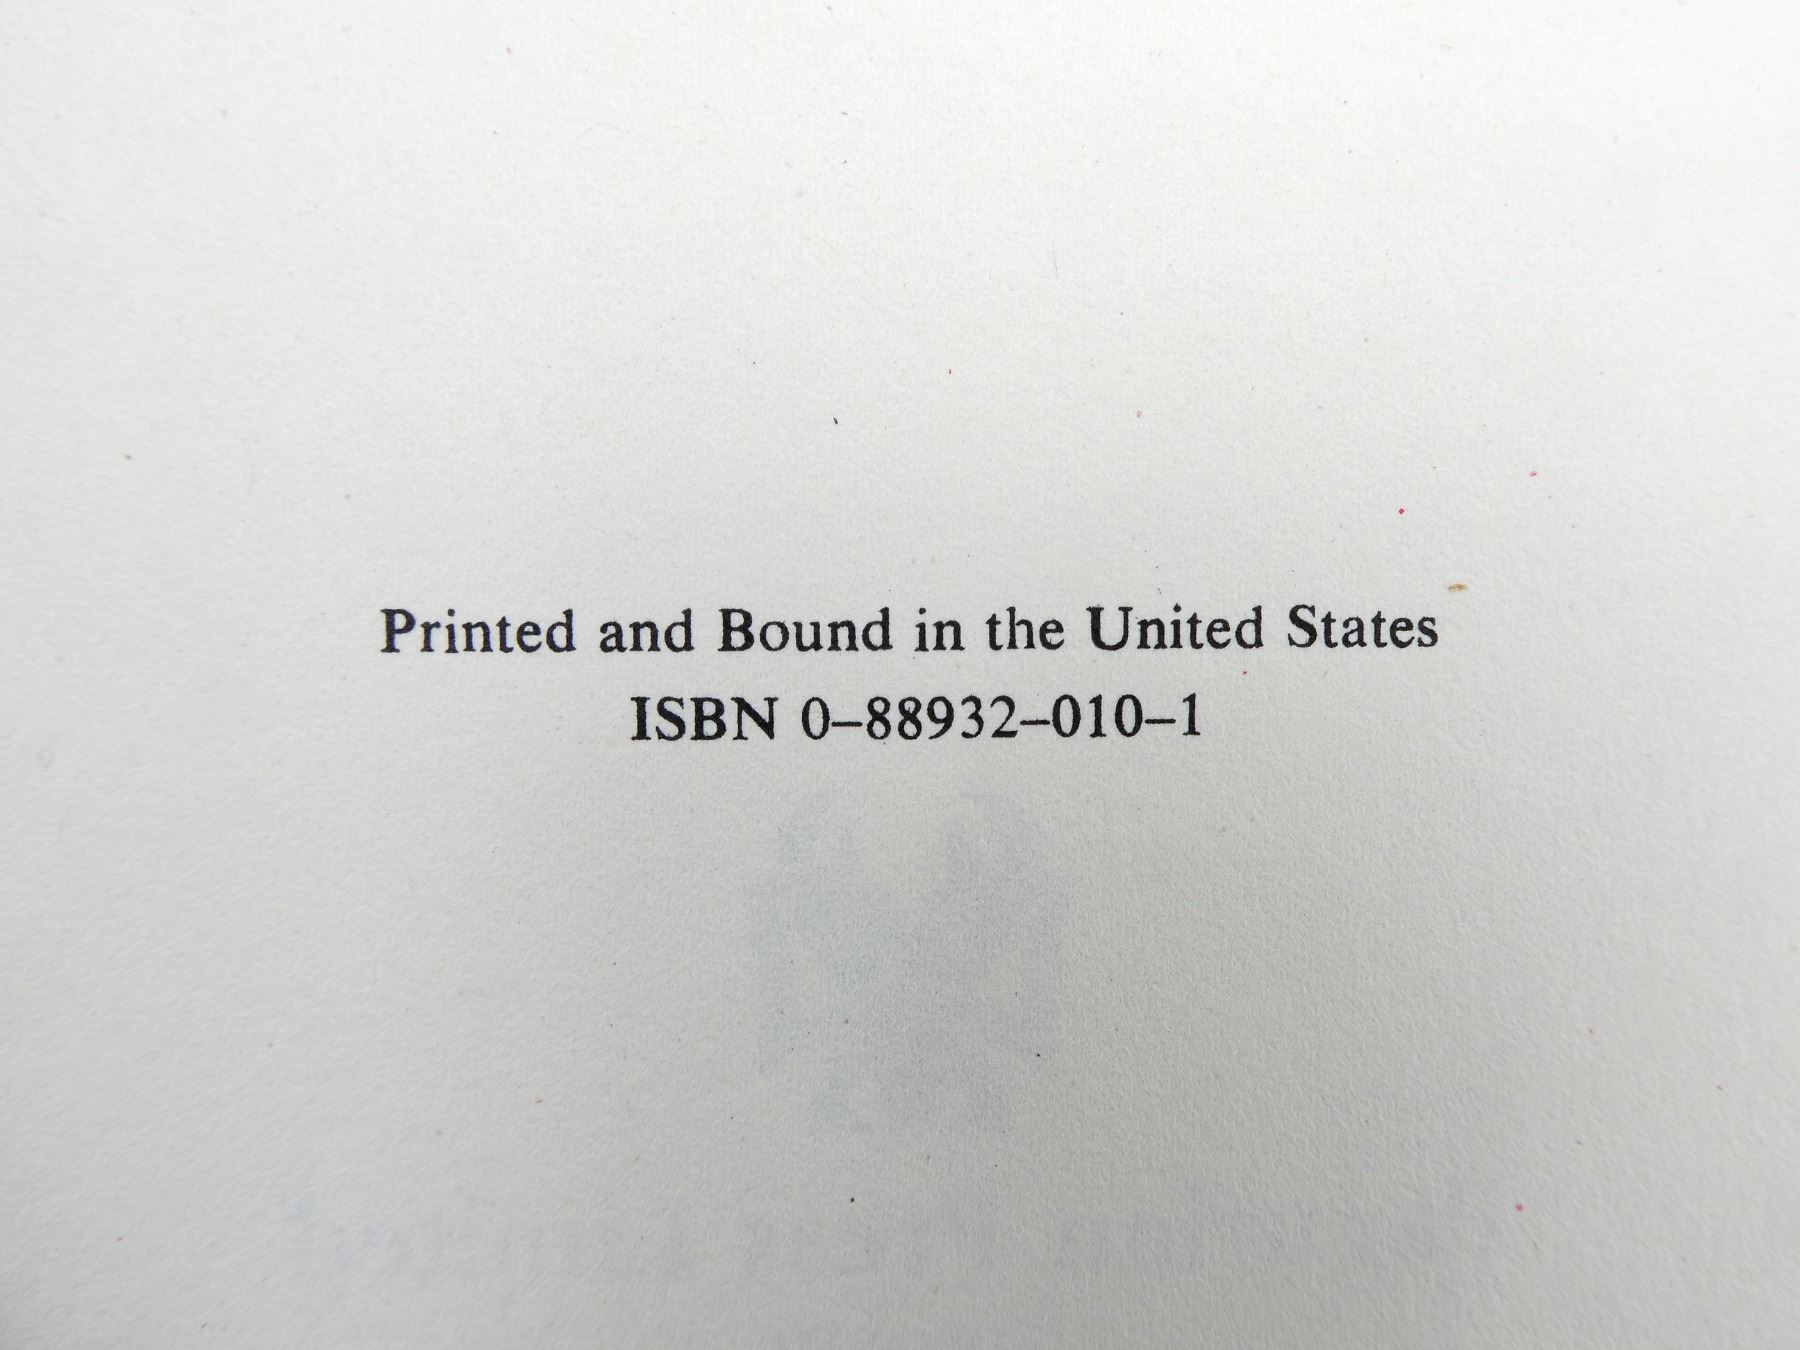 Printed and Bound in the United States
ISBN 0–88932–010–1